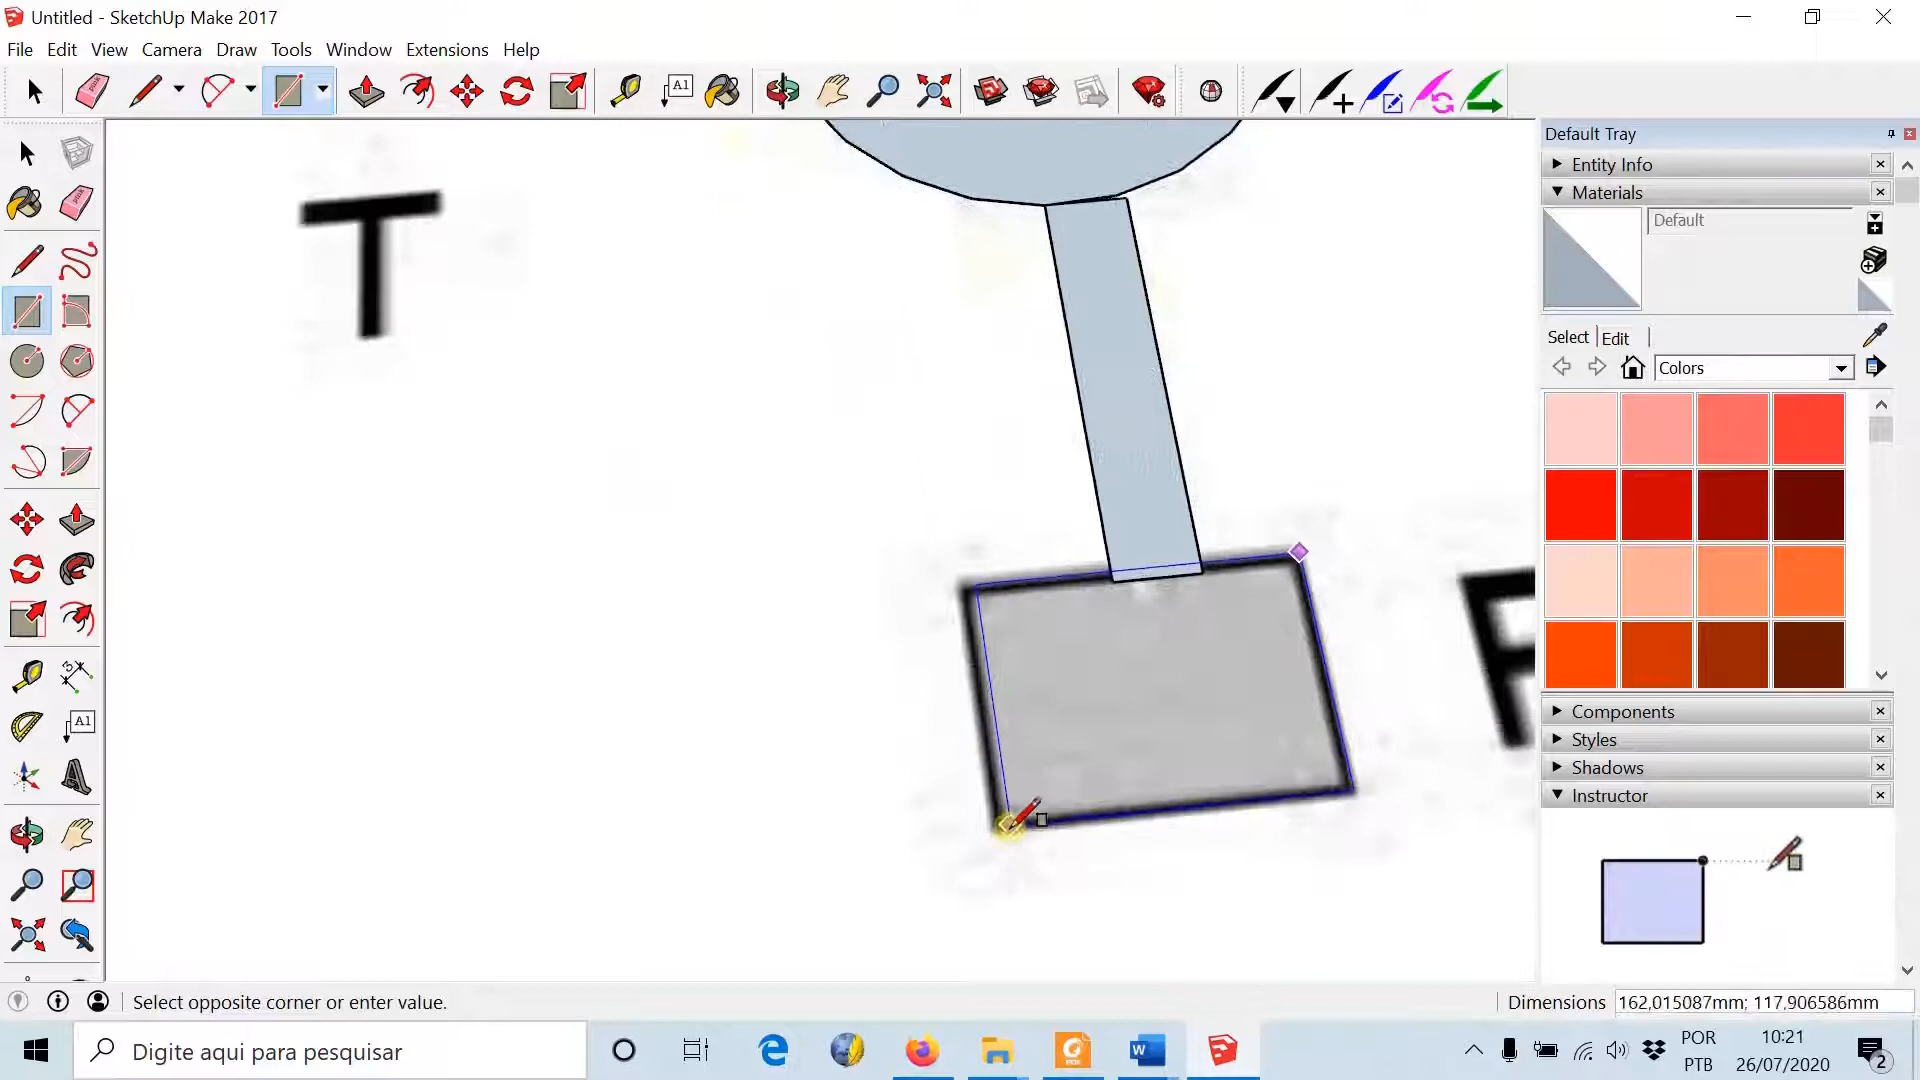 Untitled - SketchUp Make 2017
File Edit View Camera Draw Tools Window Extensions Help
A1
Default Tray
Entity Info
Materials
Default
Select Edit
Colors
T
A1
Components
Styles
Shadows
Instructor
Select opposite corner or enter value.
Dimensions 162,015087mm; 117,906586mm
Digite aqui para pesquisar
POR
PTB
10:21
26/07/2020
2